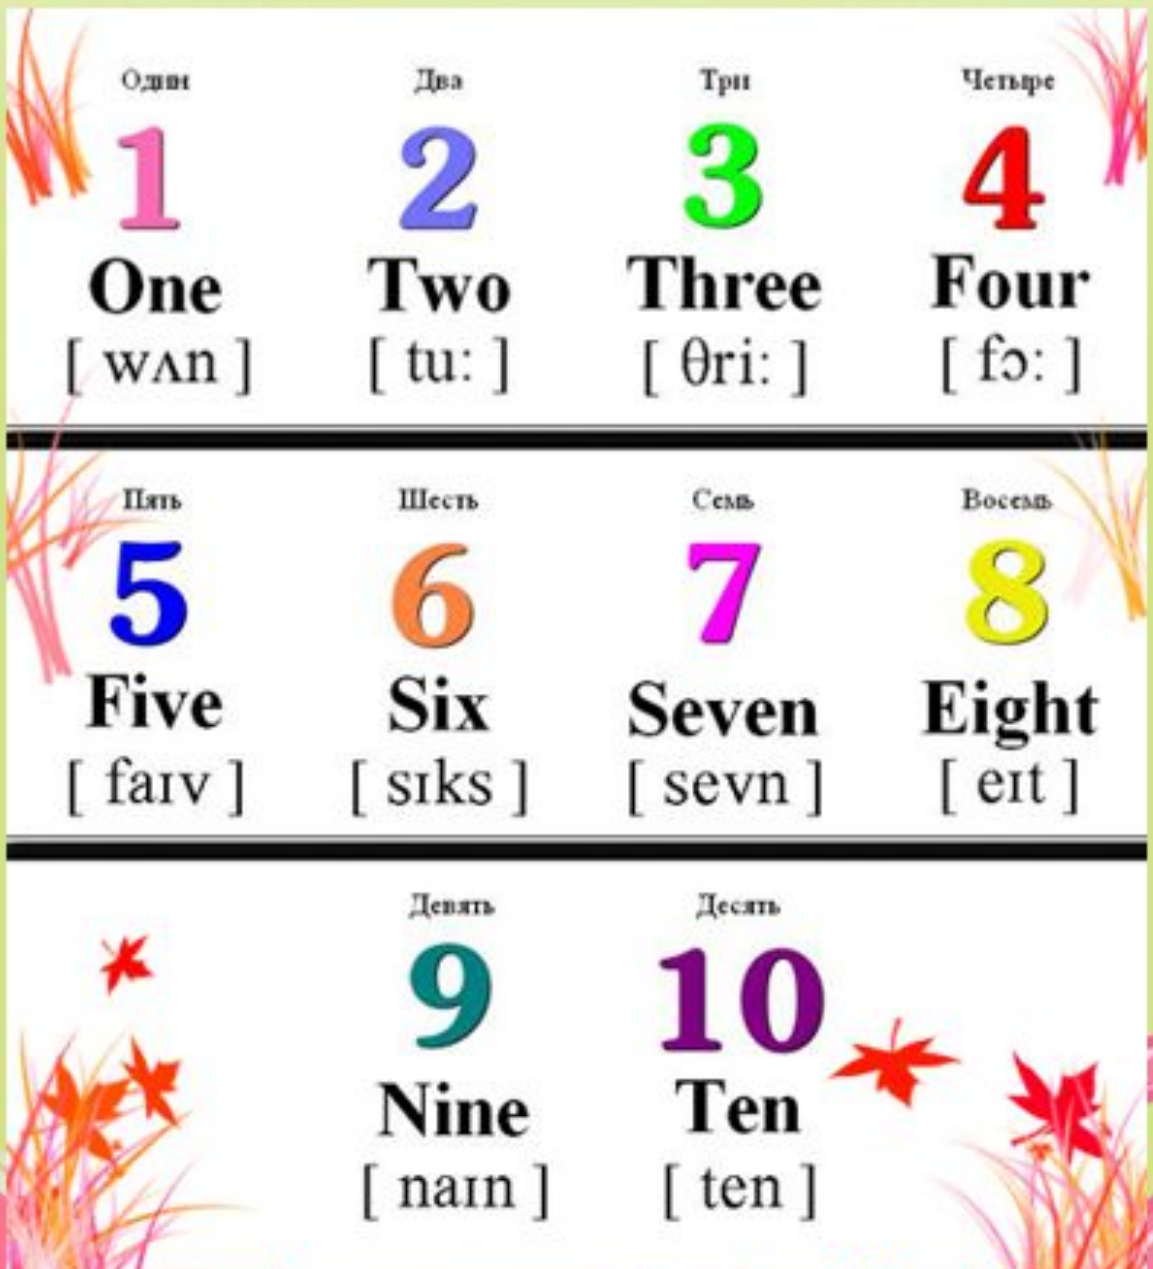 Один Два Три Четыре
1 2 3 4
One Two Three Four
[ wʌn ] [ tu: ] [ θri: ] [ fɔ: ]
Пять Шесть Семь Восемь
5 6 7 8
Five Six Seven Eight
[ faɪv ] [ sɪks ] [ sevn ] [ eɪt ]
Девять Десять
9 10
Nine Ten
[ naɪn ] [ ten ]